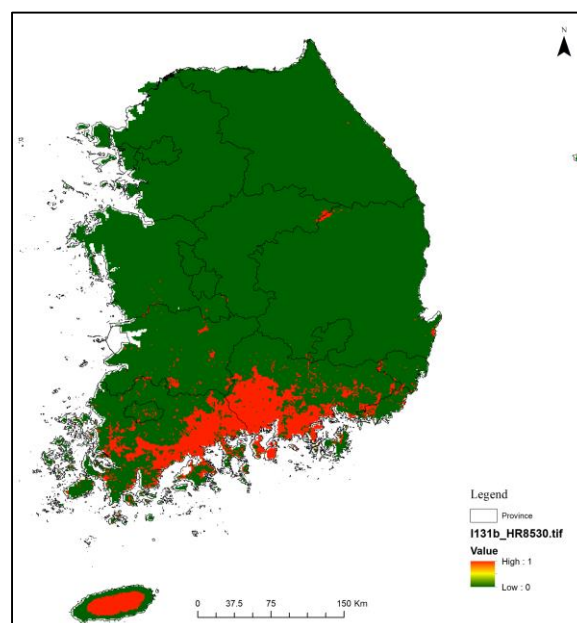 N
Legend
Province
I131b_HR8530.tif
Value
High : 1
Low : 0
0 37.5 75 150 Km